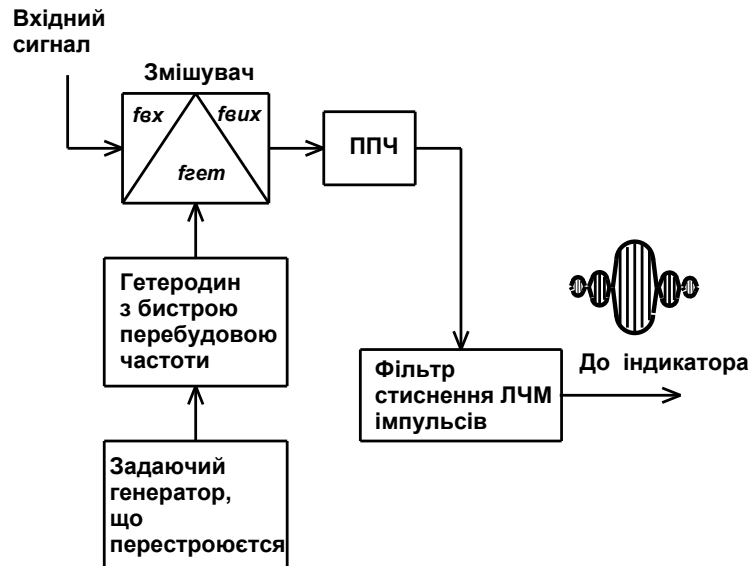 Вхідний
сигнал
Змішувач
fвх
fвих
fгет
ППЧ
Гетеродин
з бистрою
перебудовою
частоти
Фільтр
стиснення ЛЧМ
імпульсів
До індикатора
Задаючий
генератор,
що
перестроюєтся